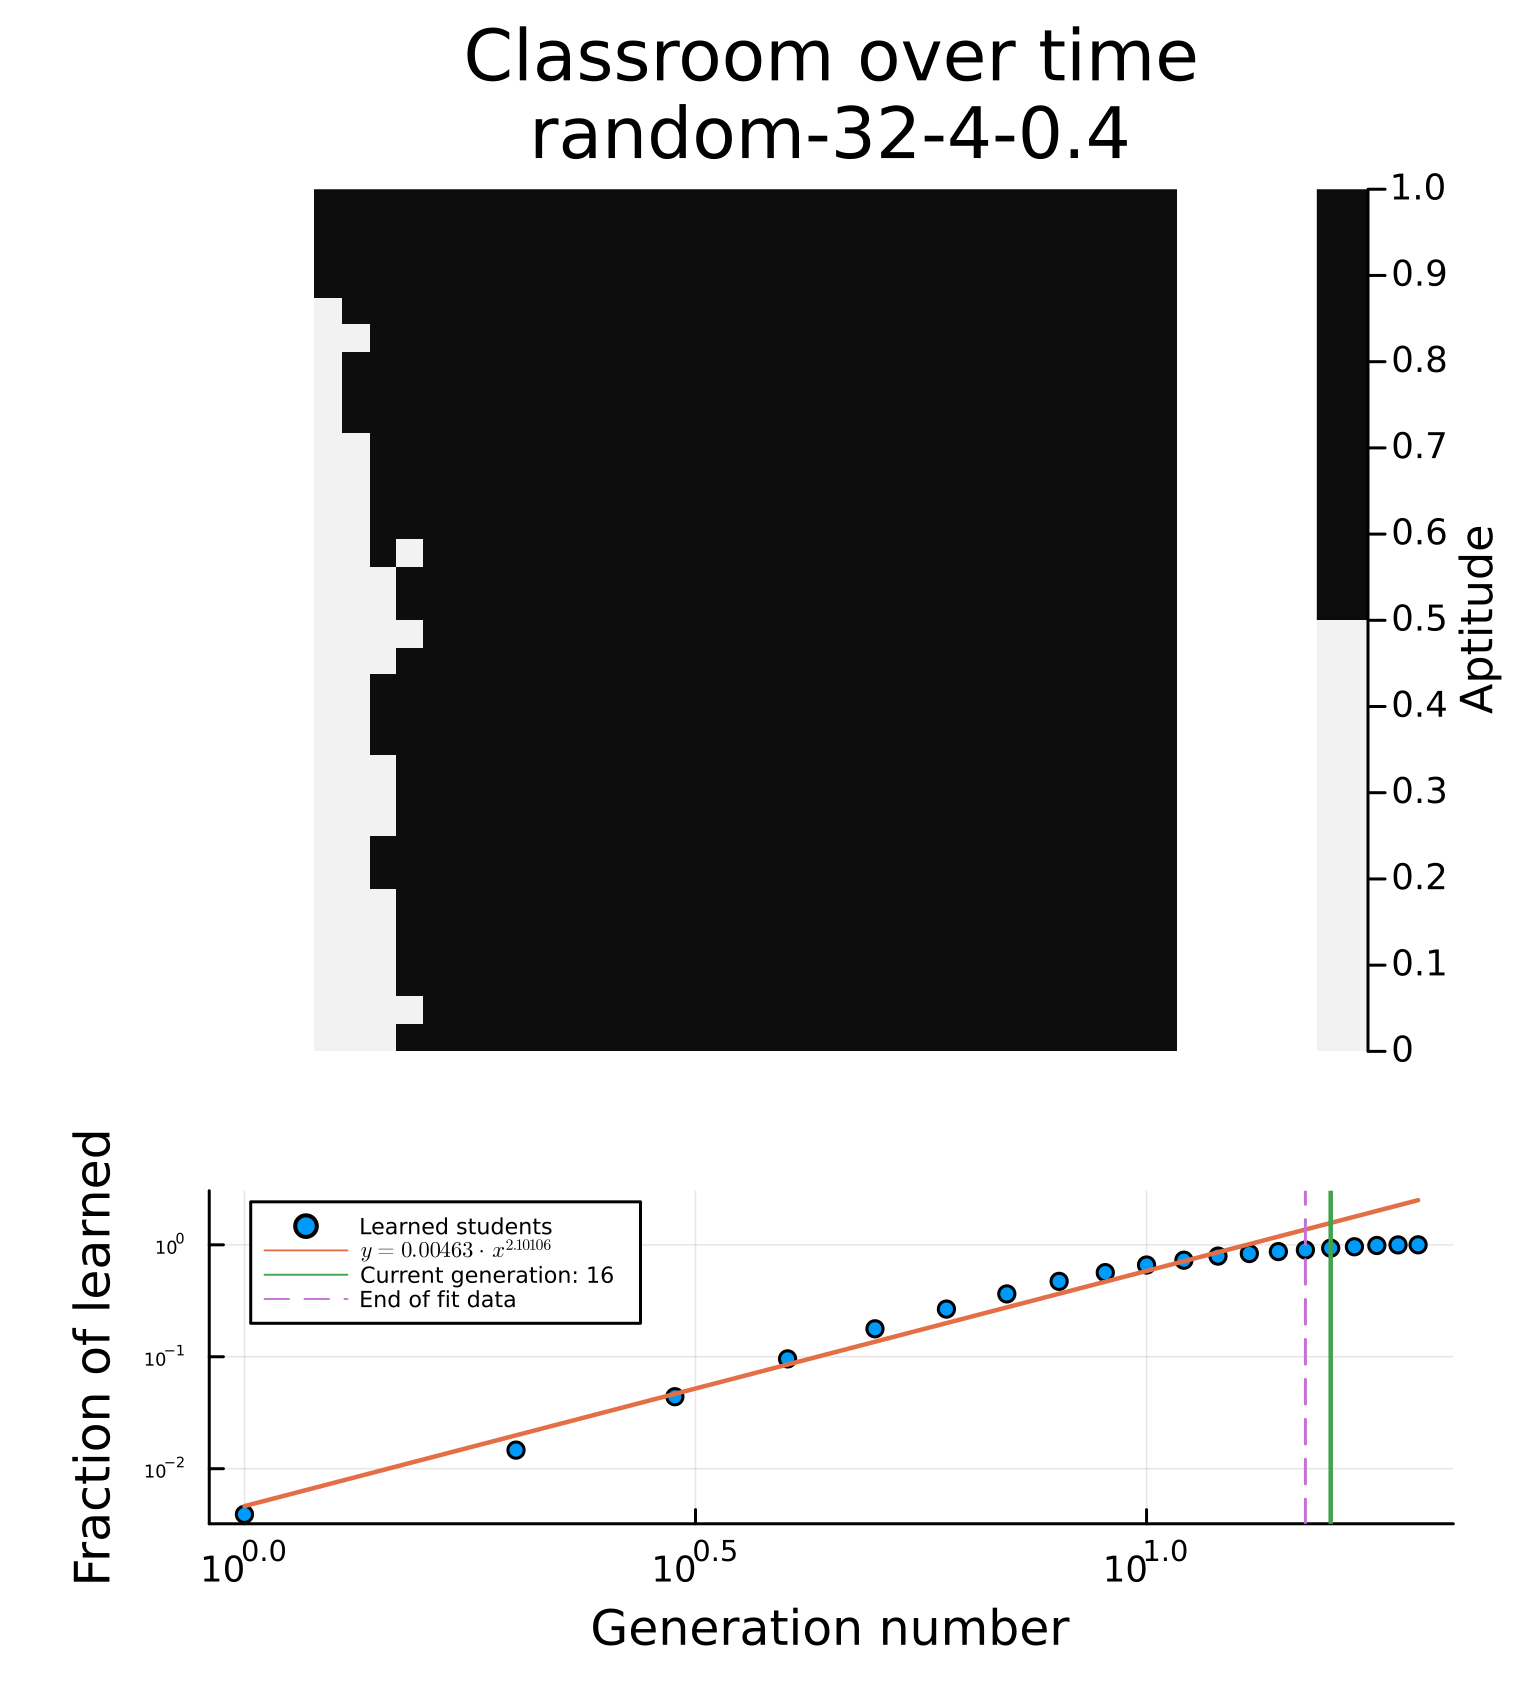 Classroom over time
random-32-4-0.4
1.0
0.9
0.8
0.7
0.6
0.5
0.4
0.3
0.2
0.1
0
Aptitude
Fraction of learned
10⁰
10⁻¹
10⁻²
Learned students
y = 0.00463 · x^{2.10106}
Current generation: 16
End of fit data
10^{0.0}
10^{0.5}
10^{1.0}
Generation number